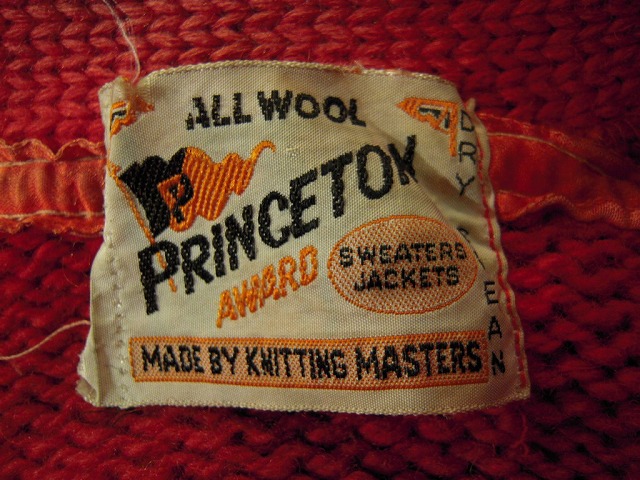 ALL WOOL
P
PRINCETON
AWARD
SWEATERS
JACKETS
MADE BY KNITTING MASTERS
DRY CLEAN